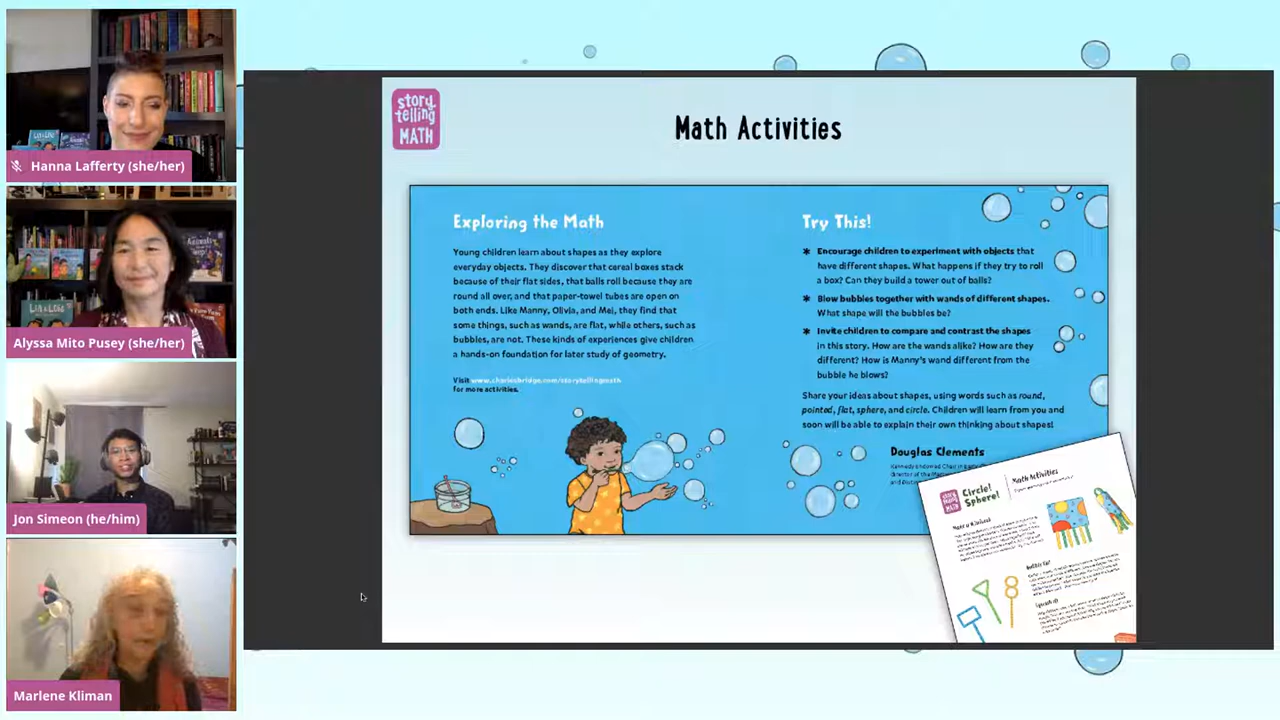 Hanna Lafferty (she/her)
Alyssa Mito Pusey (she/her)
Jon Simeon (he/him)
Marlene Kliman
story
telling
MATH
Math Activities
Exploring the Math
Young children learn about shapes as they explore
everyday objects. They discover that cereal boxes stack
because of their flat sides, that balls roll because they are
round all over, and that paper-towel tubes are open on
both ends. Like Manny, Olivia, and Mei, they find that
some things, such as wands, are flat, while others, such as
bubbles, are not. These kinds of experiences give children
a hands-on foundation for later study of geometry.
Visit www.charlesbridge.com/storytellingmath
for more activities.
Try This!
* Encourage children to experiment with objects that
have different shapes. What happens if they try to roll
a box? Can they build a tower out of balls?
* Blow bubbles together with wands of different shapes.
What shape will the bubbles be?
* Invite children to compare and contrast the shapes
in this story. How are the wands alike? How are they
different? How is Manny's wand different from the
bubble he blows?
Share your ideas about shapes, using words such as round,
pointed, flat, sphere, and circle. Children will learn from you and
soon will be able to explain their own thinking about shapes!
Douglas Clements
Circle!
Sphere!
Math Activities